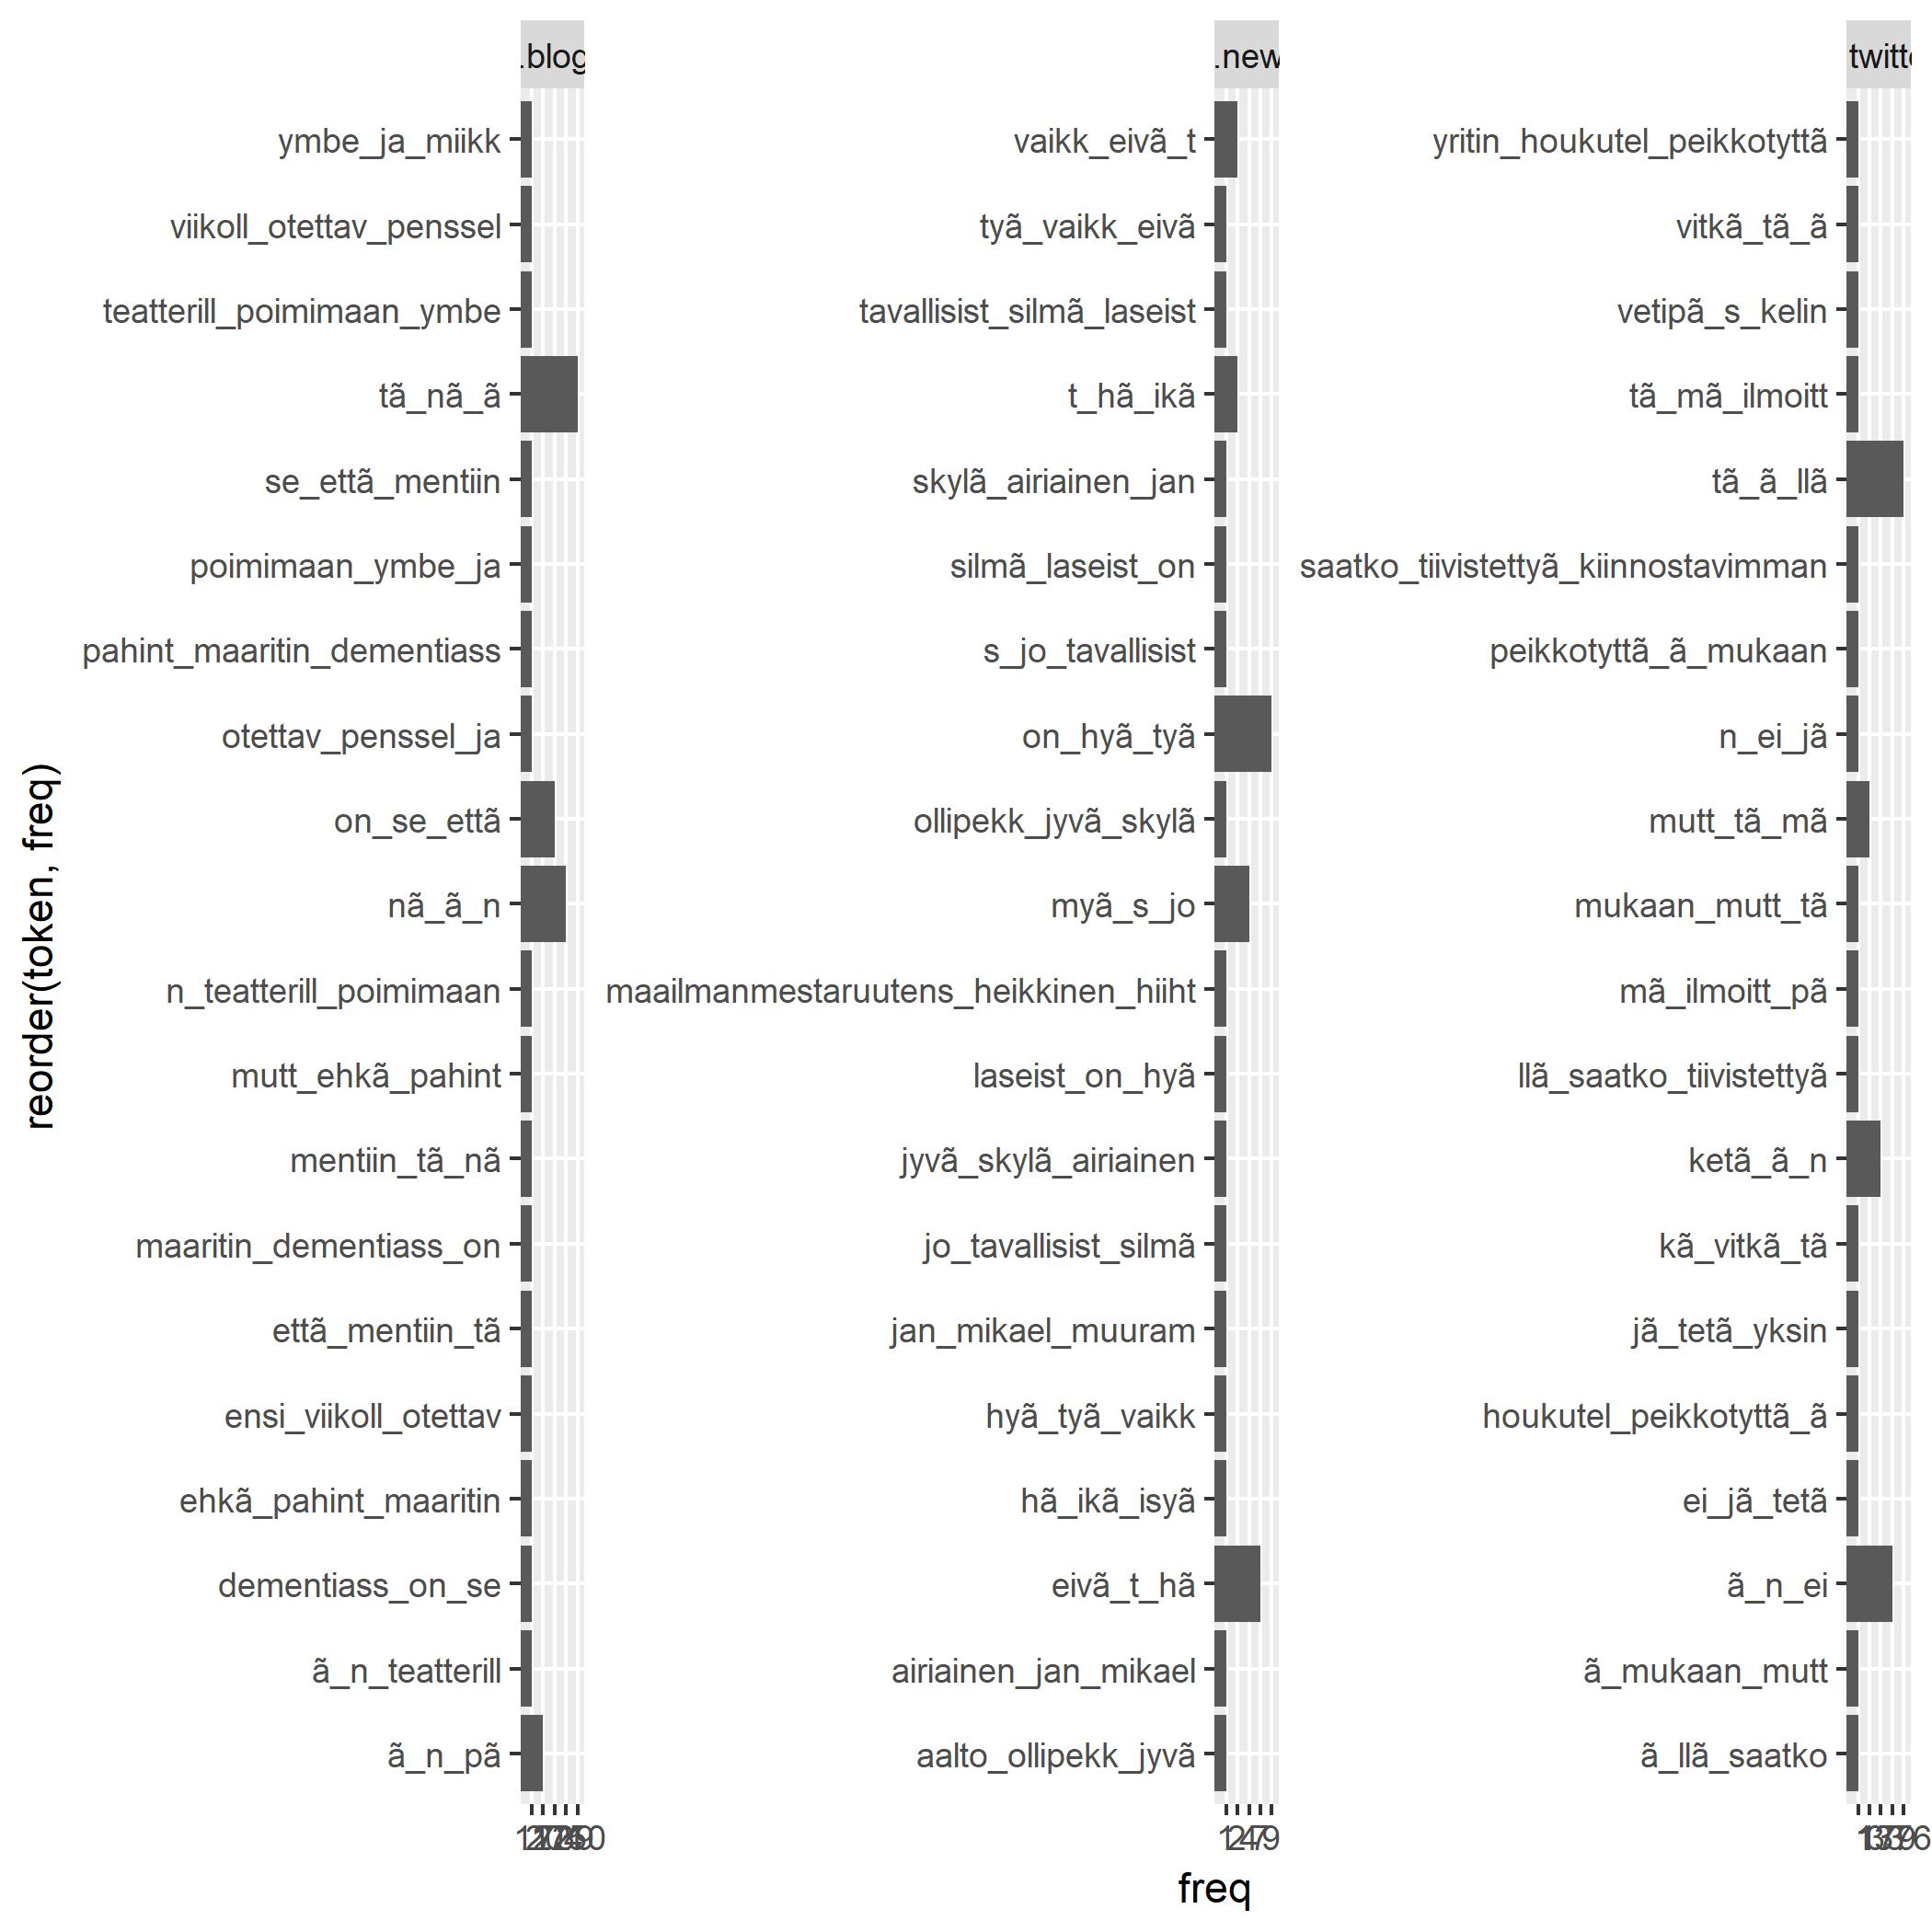 .blog
ymbe_ja_miikk
viikoll_otettav_penssel
teatterill_poimimaan_ymbe
tã_nã_ã
se_ettã_mentiin
poimimaan_ymbe_ja
pahint_maaritin_dementiass
otettav_penssel_ja
on_se_ettã
nã_ã_n
n_teatterill_poimimaan
mutt_ehkã_pahint
mentiin_tã_nã
maaritin_dementiass_on
ettã_mentiin_tã
ensi_viikoll_otettav
ehkã_pahint_maaritin
dementiass_on_se
ã_n_teatterill
ã_n_pã
.new
vaikk_eivã_t
tyã_vaikk_eivã
tavallisist_silmã_laseist
t_hã_ikã
skylã_airiainen_jan
silmã_laseist_on
s_jo_tavallisist
on_hyã_tyã
ollipekk_jyvã_skylã
myã_s_jo
maailmanmestaruutens_heikkinen_hiiht
laseist_on_hyã
jyvã_skylã_airiainen
jo_tavallisist_silmã
jan_mikael_muuram
hyã_tyã_vaikk
hã_ikã_isyã
eivã_t_hã
airiainen_jan_mikael
aalto_ollipekk_jyvã
twitte
yritin_houkutel_peikkotyttã
vitkã_tã_ã
vetipã_s_kelin
tã_mã_ilmoitt
tã_ã_llã
saatko_tiivistettyã_kiinnostavimman
peikkotyttã_ã_mukaan
n_ei_jã
mutt_tã_mã
mukaan_mutt_tã
mã_ilmoitt_pã
llã_saatko_tiivistettyã
ketã_ã_n
kã_vitkã_tã
jã_tetã_yksin
houkutel_peikkotyttã_ã
ei_jã_tetã
ã_n_ei
ã_mukaan_mutt
ã_llã_saatko
reorder(token, freq)
freq